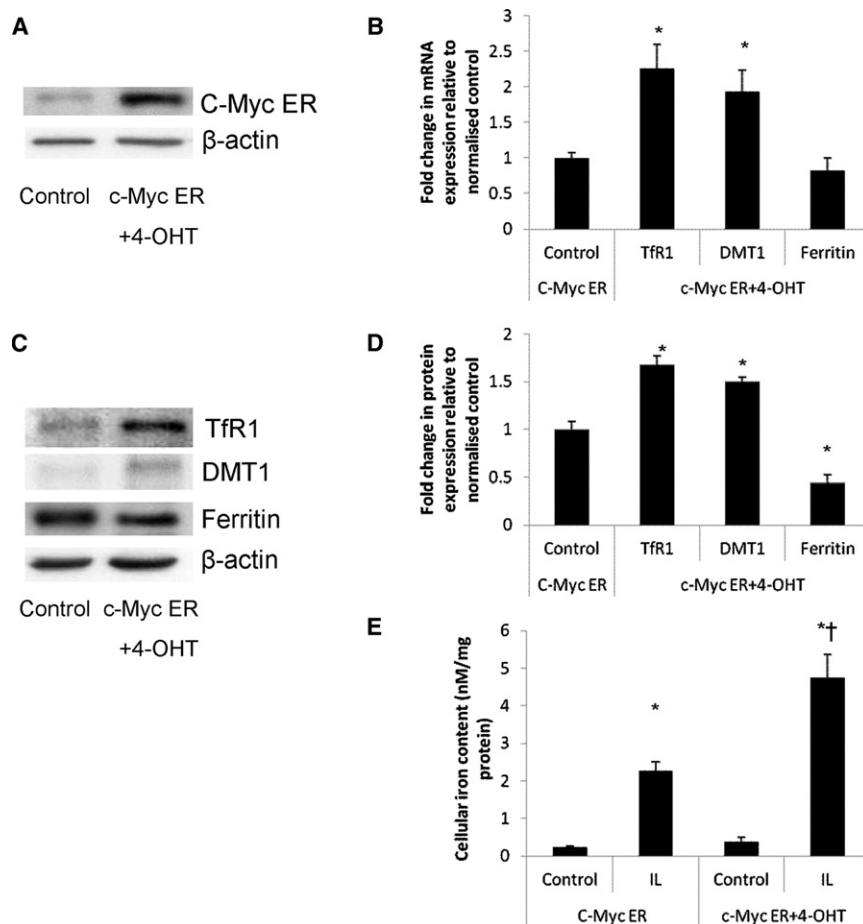 A
C-Myc ER
β-actin
Control c-Myc ER
+4-OHT
B
Fold change in mRNA
expression relative to
normalised control
3
2.5
2
1.5
1
0.5
0
*
*
Control TfR1 DMT1 Ferritin
C-Myc ER c-Myc ER+4-OHT
C
TfR1
DMT1
Ferritin
β-actin
Control c-Myc ER
+4-OHT
D
Fold change in protein
expression relative to
normalised control
2
1.5
1
0.5
0
*
*
*
Control TfR1 DMT1 Ferritin
C-Myc ER c-Myc ER+4-OHT
E
Cellular iron content (nM/mg
protein)
6
5
4
3
2
1
0
*
*†
Control IL Control IL
C-Myc ER c-Myc ER+4-OHT